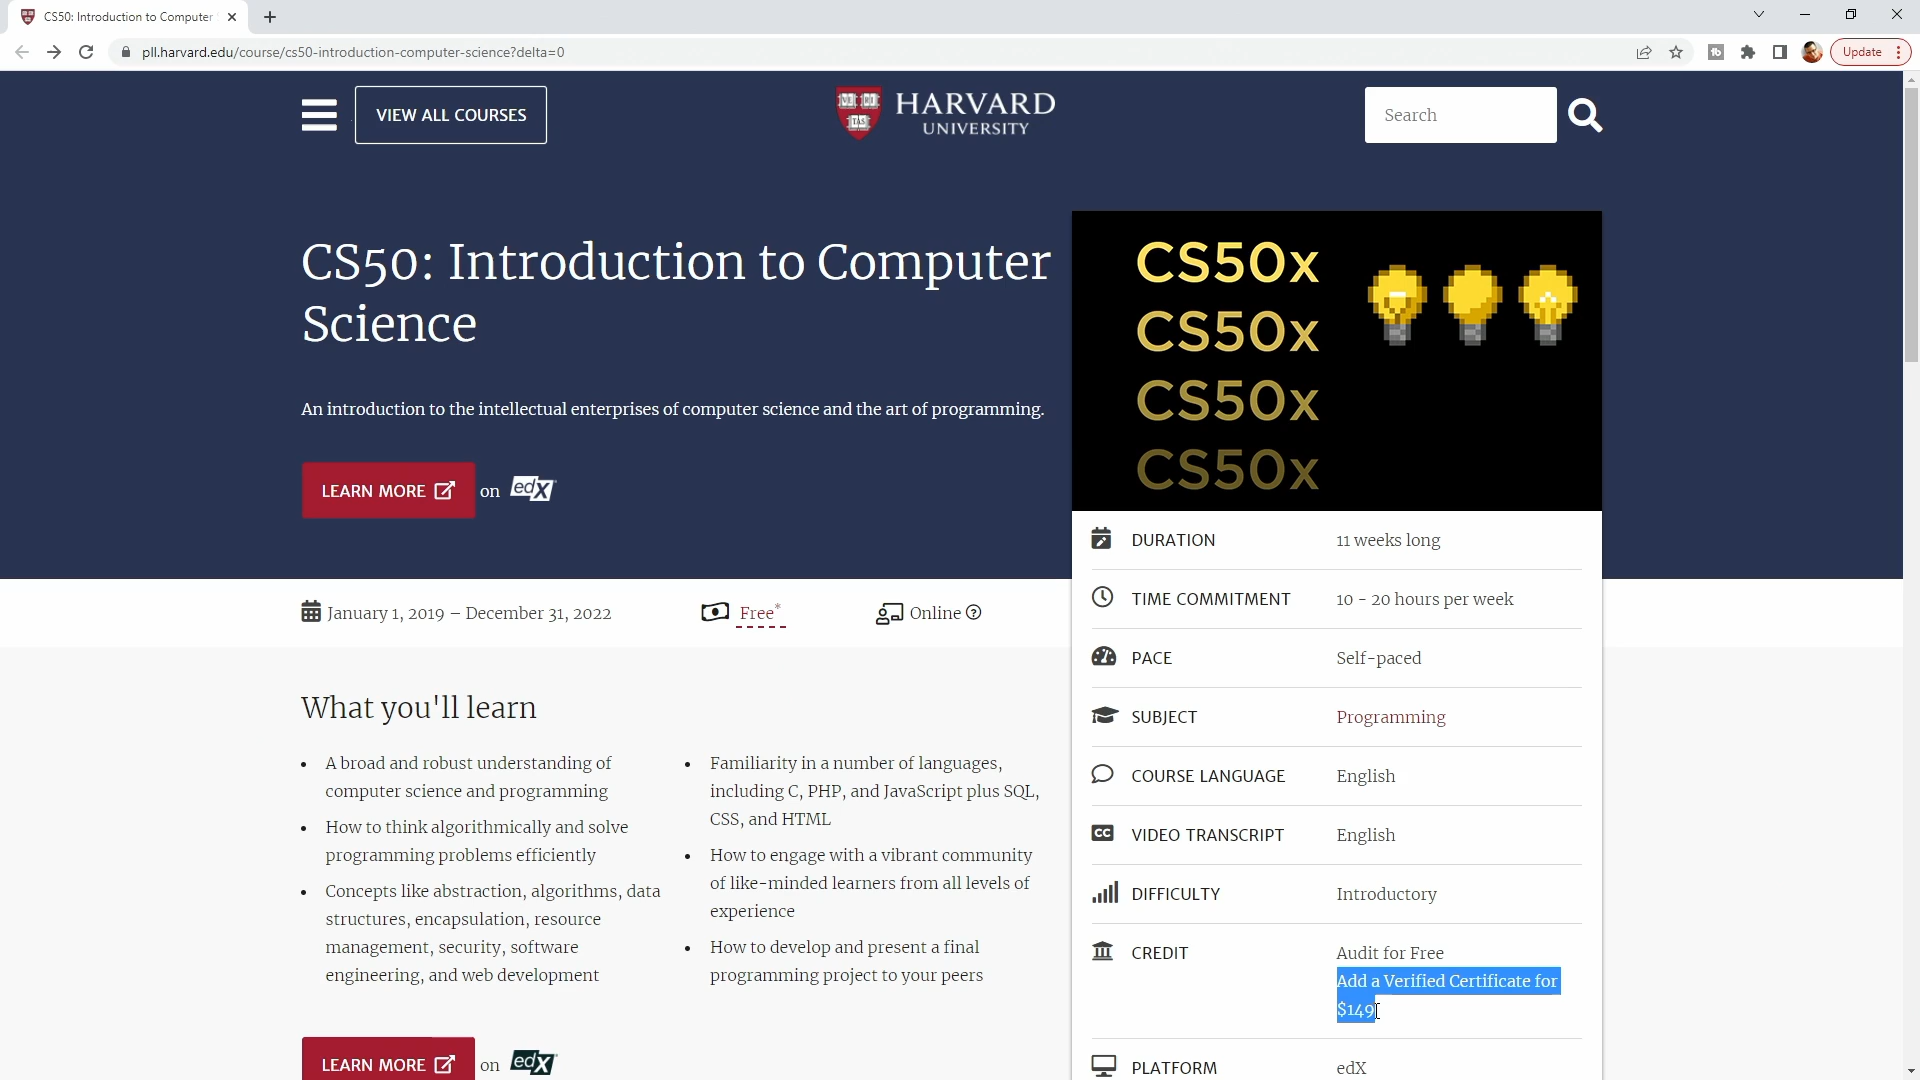 CS50: Introduction to Computer
pll.harvard.edu/course/cs50-introduction-computer-science?delta=0
Update
VIEW ALL COURSES
HARVARD
UNIVERSITY
Search
CS50: Introduction to Computer
Science
An introduction to the intellectual enterprises of computer science and the art of programming.
LEARN MORE on edX
CS50x
CS50x
CS50x
CS50x
January 1, 2019 – December 31, 2022
Free*
Online
What you'll learn
• A broad and robust understanding of
computer science and programming
• How to think algorithmically and solve
programming problems efficiently
• Concepts like abstraction, algorithms, data
structures, encapsulation, resource
management, security, software
engineering, and web development
• Familiarity in a number of languages,
including C, PHP, and JavaScript plus SQL,
CSS, and HTML
• How to engage with a vibrant community
of like-minded learners from all levels of
experience
• How to develop and present a final
programming project to your peers
LEARN MORE on edX
DURATION 11 weeks long
TIME COMMITMENT 10 - 20 hours per week
PACE Self-paced
SUBJECT Programming
COURSE LANGUAGE English
CC VIDEO TRANSCRIPT English
DIFFICULTY Introductory
CREDIT Audit for Free
Add a Verified Certificate for
$149
PLATFORM edX